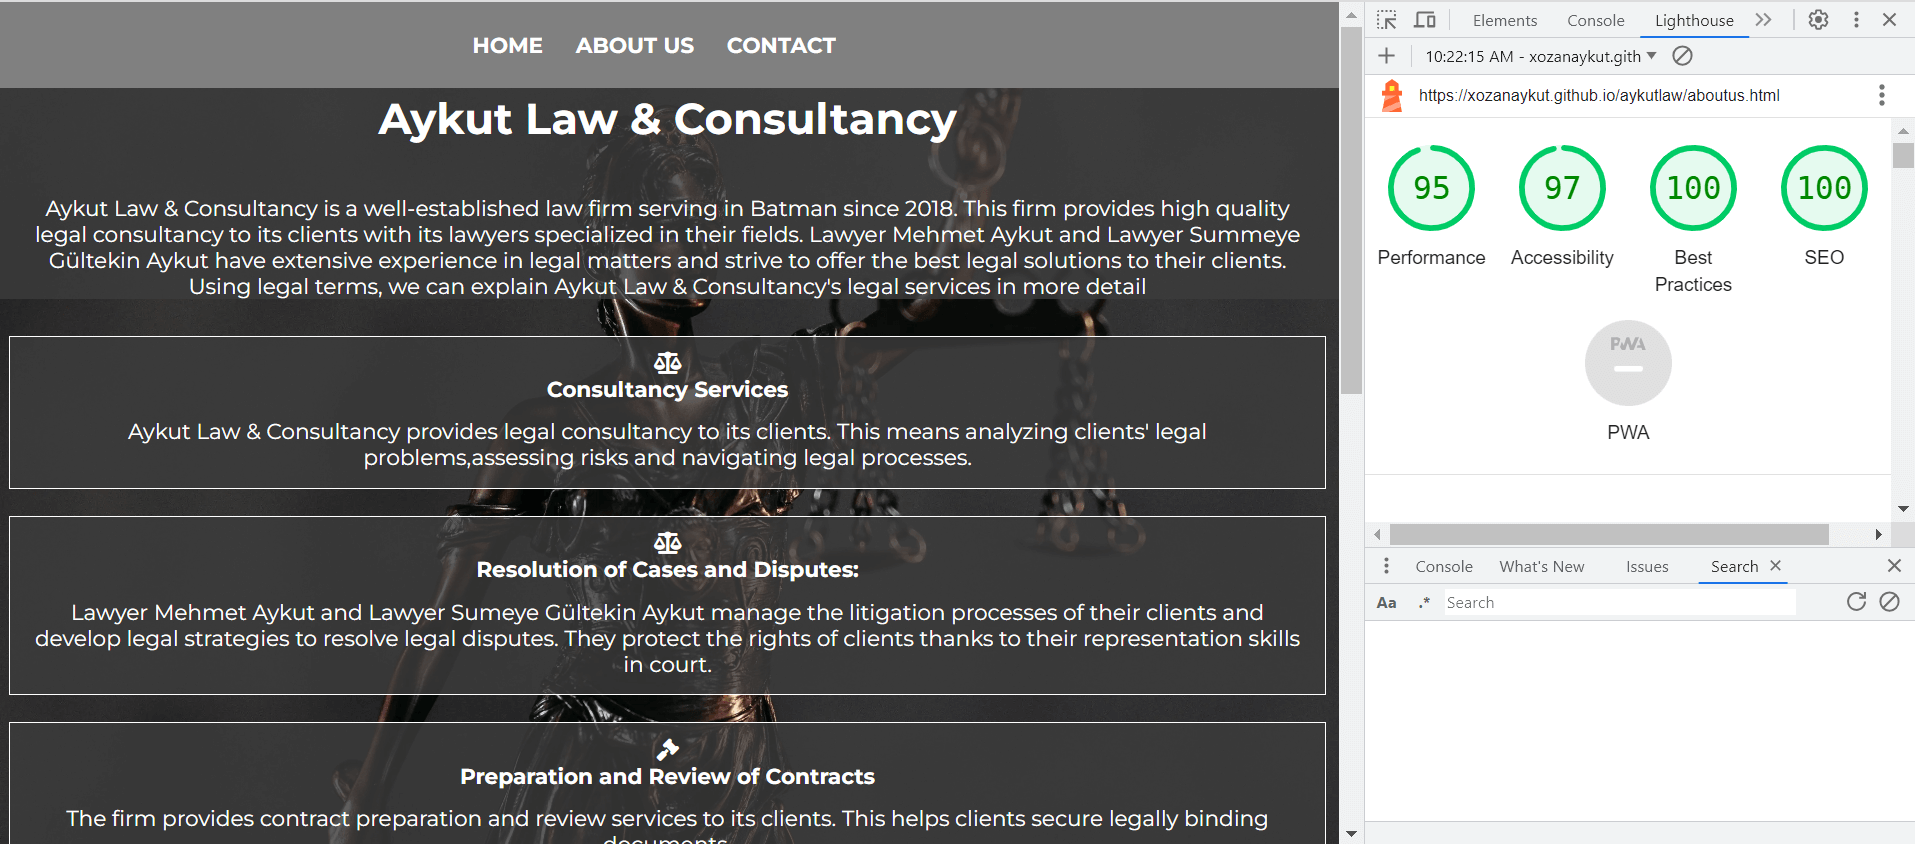 HOME ABOUT US CONTACT
Aykut Law & Consultancy
Aykut Law & Consultancy is a well-established law firm serving in Batman since 2018. This firm provides high quality
legal consultancy to its clients with its lawyers specialized in their fields. Lawyer Mehmet Aykut and Lawyer Summeye
Gültekin Aykut have extensive experience in legal matters and strive to offer the best legal solutions to their clients.
Using legal terms, we can explain Aykut Law & Consultancy's legal services in more detail
Consultancy Services
Aykut Law & Consultancy provides legal consultancy to its clients. This means analyzing clients' legal
problems,assessing risks and navigating legal processes.
Resolution of Cases and Disputes:
Lawyer Mehmet Aykut and Lawyer Sumeye Gültekin Aykut manage the litigation processes of their clients and
develop legal strategies to resolve legal disputes. They protect the rights of clients thanks to their representation skills
in court.
Preparation and Review of Contracts
The firm provides contract preparation and review services to its clients. This helps clients secure legally binding
documents.
Elements Console Lighthouse
10:22:15 AM - xozanaykut.gith
https://xozanaykut.github.io/aykutlaw/aboutus.html
95 97 100 100
Performance Accessibility Best SEO
Practices
PWA
PWA
Console What's New Issues Search
Aa .* Search